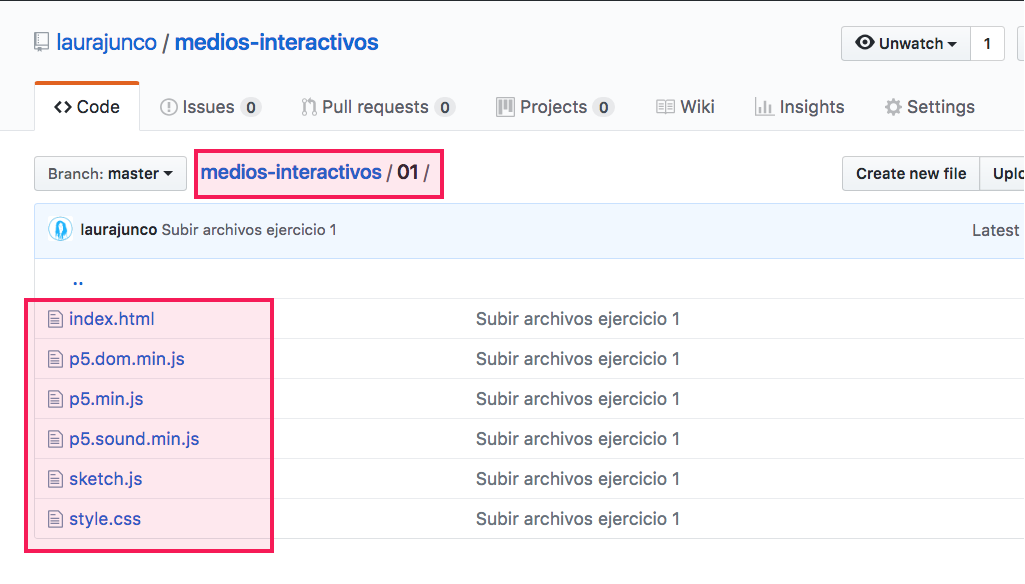 laurajunco / medios-interactivos Unwatch 1
Code Issues 0 Pull requests 0 Projects 0 Wiki Insights Settings
Branch: master medios-interactivos / 01 / Create new file
laurajunco Subir archivos ejercicio 1 Latest
..
index.html Subir archivos ejercicio 1
p5.dom.min.js Subir archivos ejercicio 1
p5.min.js Subir archivos ejercicio 1
p5.sound.min.js Subir archivos ejercicio 1
sketch.js Subir archivos ejercicio 1
style.css Subir archivos ejercicio 1